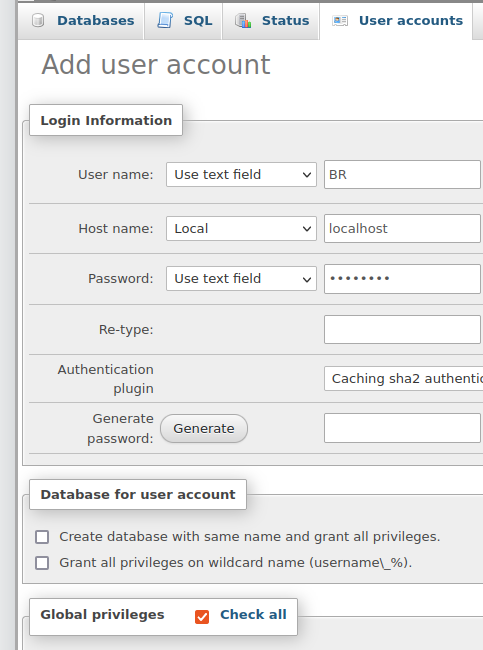 Databases SQL Status User accounts
Add user account
Login Information
User name: Use text field BR
Host name: Local localhost
Password: Use text field ••••••••
Re-type:
Authentication
plugin
Caching sha2 authentic
Generate
password:
Generate
Database for user account
Create database with same name and grant all privileges.
Grant all privileges on wildcard name (username\_%).
Global privileges Check all